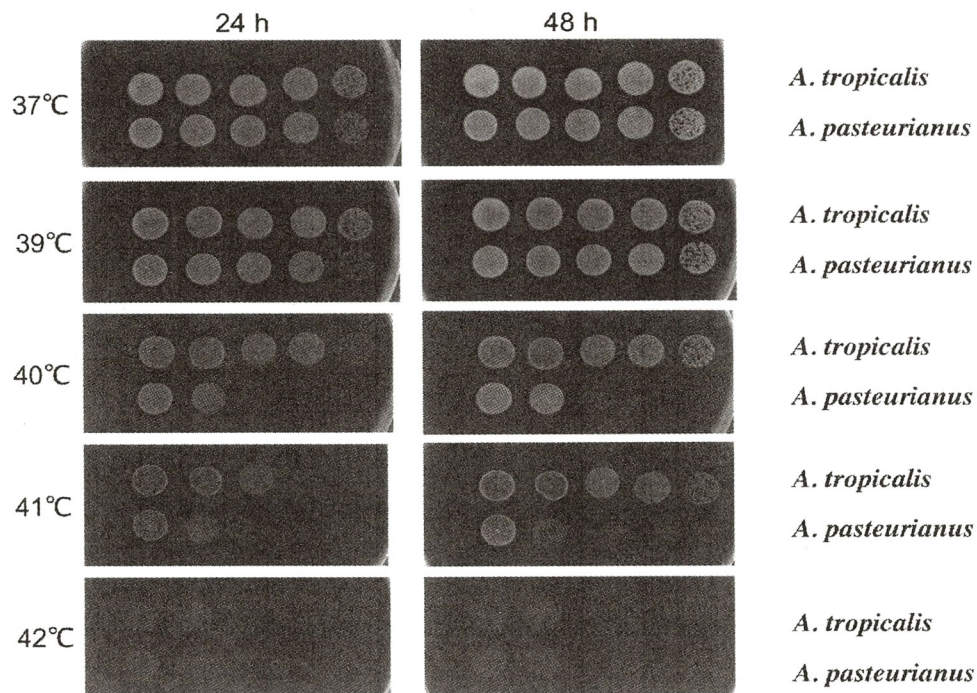 24 h 48 h
37℃
A. tropicalis
A. pasteurianus
39℃
A. tropicalis
A. pasteurianus
40℃
A. tropicalis
A. pasteurianus
41℃
A. tropicalis
A. pasteurianus
42℃
A. tropicalis
A. pasteurianus